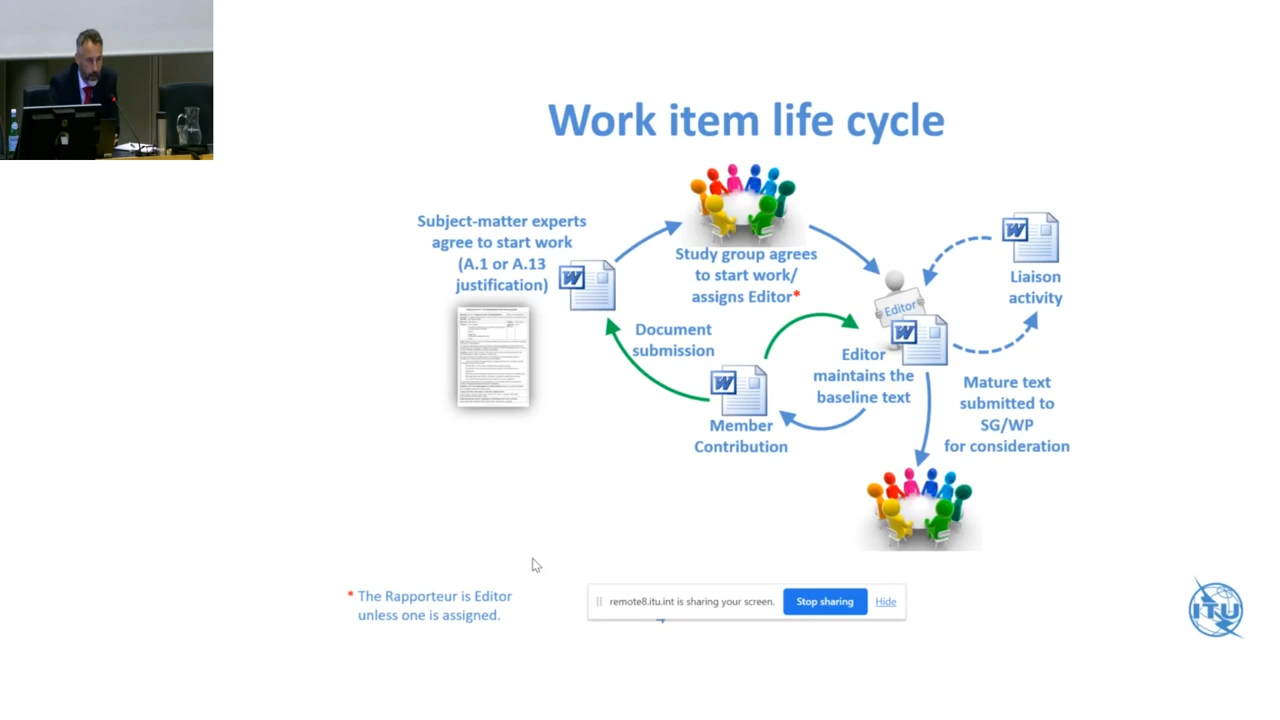 Work item life cycle
Subject-matter experts
agree to start work
(A.1 or A.13
justification)
Study group agrees
to start work/
assigns Editor*
Editor
Liaison
activity
Document
submission
Editor
maintains the
baseline text
Member
Contribution
Mature text
submitted to
SG/WP
for consideration
* The Rapporteur is Editor
unless one is assigned.
remote8.itu.int is sharing your screen.
Stop sharing
Hide
ITU
W
W
W
W